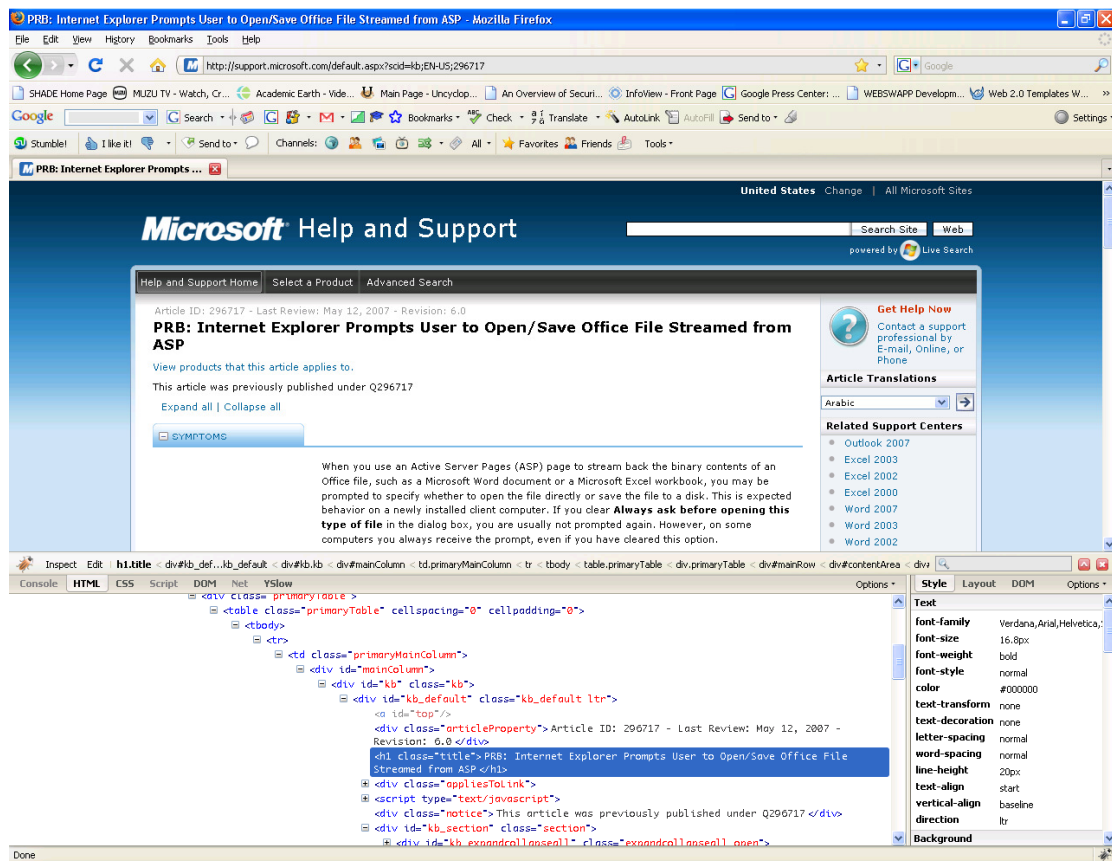 PRB: Internet Explorer Prompts User to Open/Save Office File Streamed from ASP - Mozilla Firefox
File Edit View History Bookmarks Tools Help
http://support.microsoft.com/default.aspx?scid=kb;EN-US;296717 Google
SHADE Home Page MUZU TV - Watch, Cr... Academic Earth - Vide... Main Page - Uncyclop... An Overview of Securi... InfoView - Front Page Google Press Center: ... WEBSWAPP Developm... Web 2.0 Templates W... »
Google Search Bookmarks Check Translate AutoLink AutoFill Send to Settings
Stumble! I like it! Send to Channels: All Favorites Friends Tools
PRB: Internet Explorer Prompts ...
United States Change | All Microsoft Sites
Microsoft Help and Support
Search Site Web
powered by Live Search
Help and Support Home Select a Product Advanced Search
Article ID: 296717 - Last Review: May 12, 2007 - Revision: 6.0
PRB: Internet Explorer Prompts User to Open/Save Office File Streamed from
ASP
View products that this article applies to.
This article was previously published under Q296717
Expand all | Collapse all
SYMPTOMS
When you use an Active Server Pages (ASP) page to stream back the binary contents of an
Office file, such as a Microsoft Word document or a Microsoft Excel workbook, you may be
prompted to specify whether to open the file directly or save the file to a disk. This is expected
behavior on a newly installed client computer. If you clear Always ask before opening this
type of file in the dialog box, you are usually not prompted again. However, on some
computers you always receive the prompt, even if you have cleared this option.
Get Help Now
Contact a support
professional by
E-mail, Online, or
Phone
Article Translations
Arabic
Related Support Centers
Outlook 2007
Excel 2003
Excel 2002
Excel 2000
Word 2007
Word 2003
Word 2002
Inspect Edit | h1.title < div#kb_def...kb_default < div#kb.kb < div#mainColumn < td.primaryMainColumn < tr < tbody < table.primaryTable < div.primaryTable < div#mainRow < div#contentArea < div
Console HTML CSS Script DOM Net YSlow Options
<div class="primaryTable">
<table class="primaryTable" cellspacing="0" cellpadding="0">
<tbody>
<tr>
<td class="primaryMainColumn">
<div id="mainColumn">
<div id="kb" class="kb">
<div id="kb_default" class="kb_default ltr">
<a id="top"/>
<div class="articleProperty">Article ID: 296717 - Last Review: May 12, 2007 -
Revision: 6.0</div>
<h1 class="title">PRB: Internet Explorer Prompts User to Open/Save Office File
Streamed from ASP</h1>
<div class="appliesToLink">
<script type="text/javascript">
<div class="notice">This article was previously published under Q296717</div>
<div id="kb_section" class="section">
<div id="kb_expandcollapseall" class="expandcollapseall open">
Style Layout DOM Options
Text
font-family Verdana,Arial,Helvetica,
font-size 16.8px
font-weight bold
font-style normal
color #000000
text-transform none
text-decoration none
letter-spacing normal
word-spacing normal
line-height 20px
text-align start
vertical-align baseline
direction ltr
Background
Done